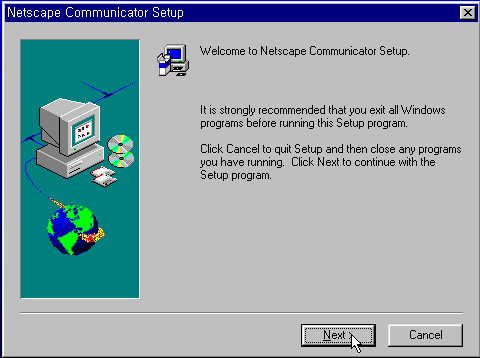 Netscape Communicator Setup
Welcome to Netscape Communicator Setup.
It is strongly recommended that you exit all Windows
programs before running this Setup program.
Click Cancel to quit Setup and then close any programs
you have running. Click Next to continue with the
Setup program.
Next >
Cancel